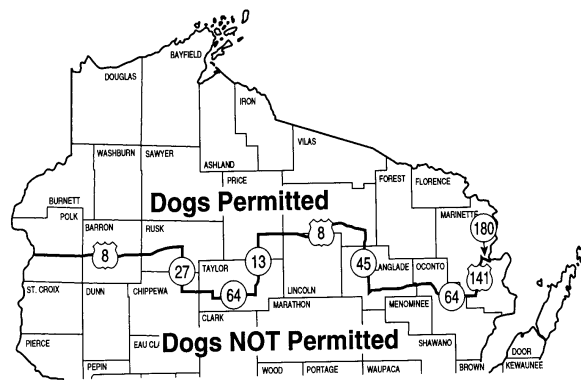 BAYFIELD
DOUGLAS
IRON
VILAS
WASHBURN
SAWYER
ASHLAND
PRICE
FOREST
FLORENCE
BURNETT
POLK
Dogs Permitted
MARINETTE
180
BARRON
RUSK
8
8
27
TAYLOR
13
45
LANGLADE
OCONTO
141
ST. CROIX
DUNN
CHIPPEWA
64
LINCOLN
64
MARATHON
MENOMINEE
CLARK
PIERCE
EAU CL
Dogs NOT Permitted
SHAWANO
DOOR
PEPIN
WOOD
PORTAGE
WAUPACA
BROWN
KEWAUNEE